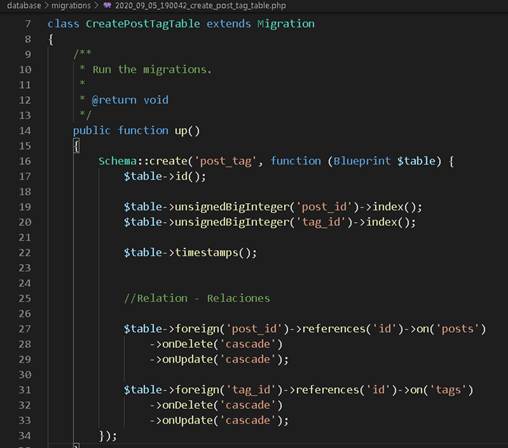 database > migrations > 2020_09_05_190042_create_post_tag_table.php
7 class CreatePostTagTable extends Migration
8 {
9 /**
10 * Run the migrations.
11 *
12 * @return void
13 */
14 public function up()
15 {
16 Schema::create('post_tag', function (Blueprint $table) {
17 $table->id();
18
19 $table->unsignedBigInteger('post_id')->index();
20 $table->unsignedBigInteger('tag_id')->index();
21
22 $table->timestamps();
23
24
25 //Relation - Relaciones
26
27 $table->foreign('post_id')->references('id')->on('posts')
28 ->onDelete('cascade')
29 ->onUpdate('cascade');
30
31 $table->foreign('tag_id')->references('id')->on('tags')
32 ->onDelete('cascade')
33 ->onUpdate('cascade');
34 });